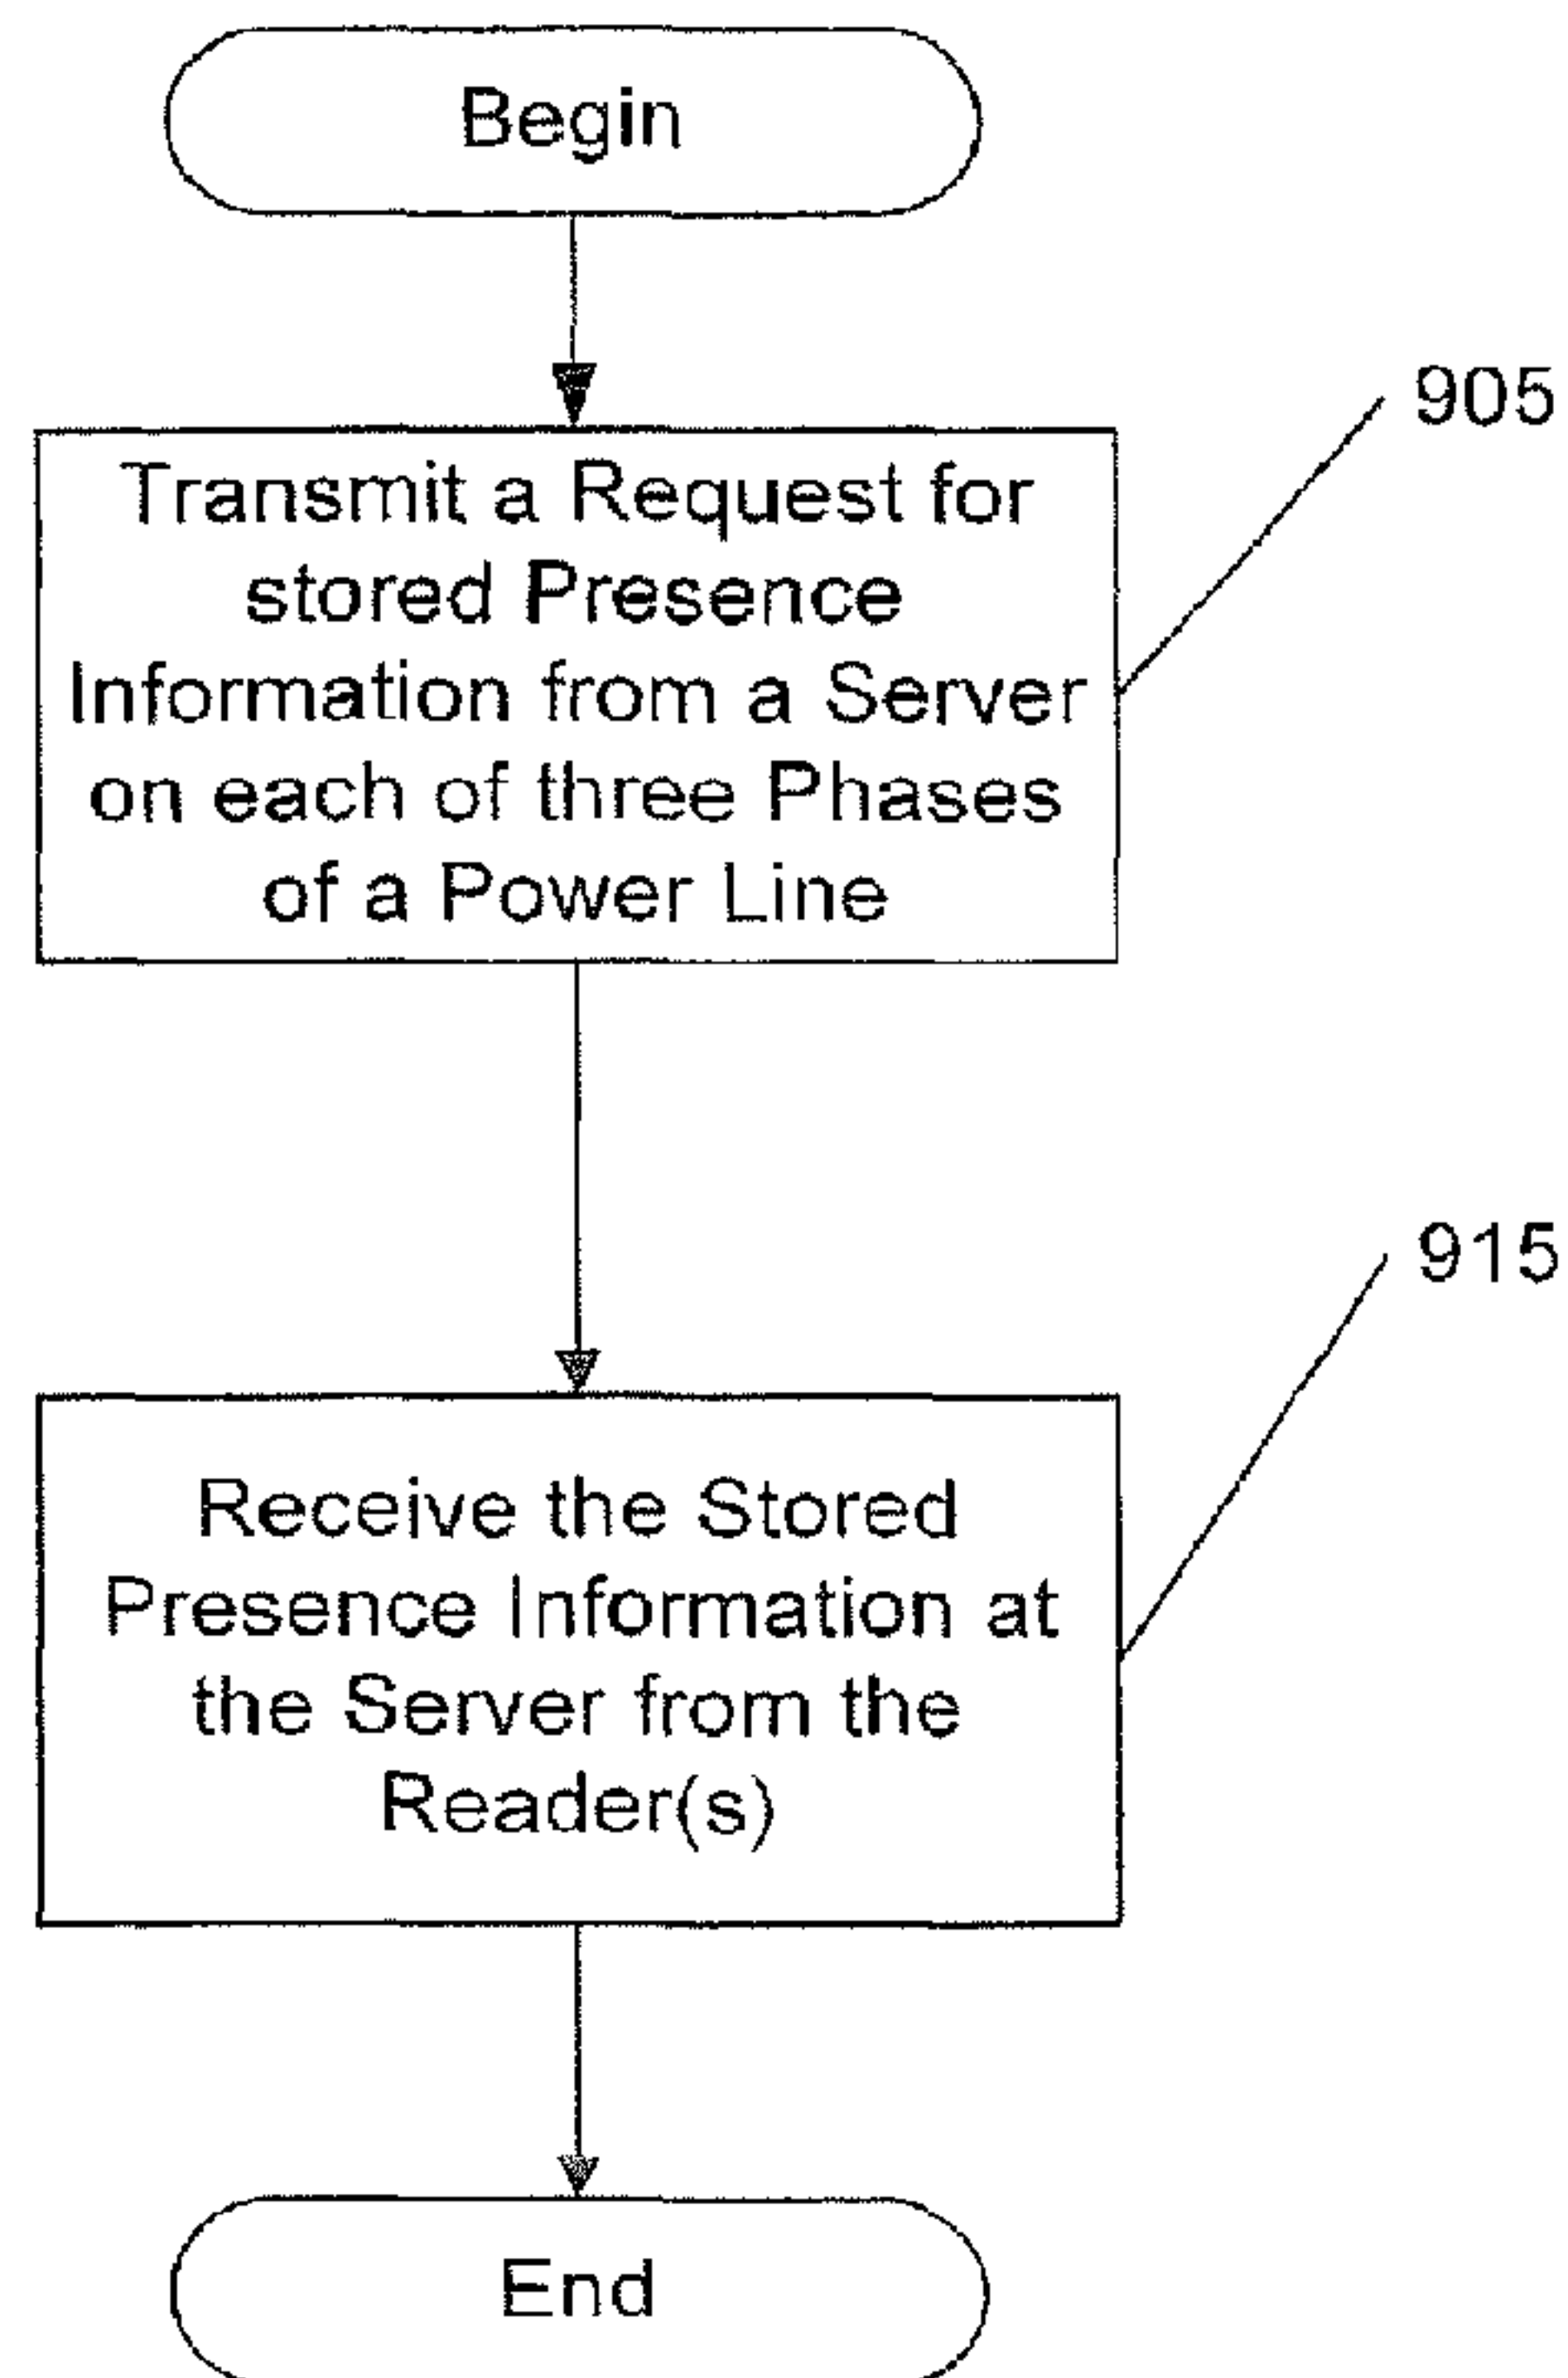 Begin
905
Transmit a Request for
stored Presence
Information from a Server
on each of three Phases
of a Power Line
915
Receive the Stored
Presence Information at
the Server from the
Reader(s)
End